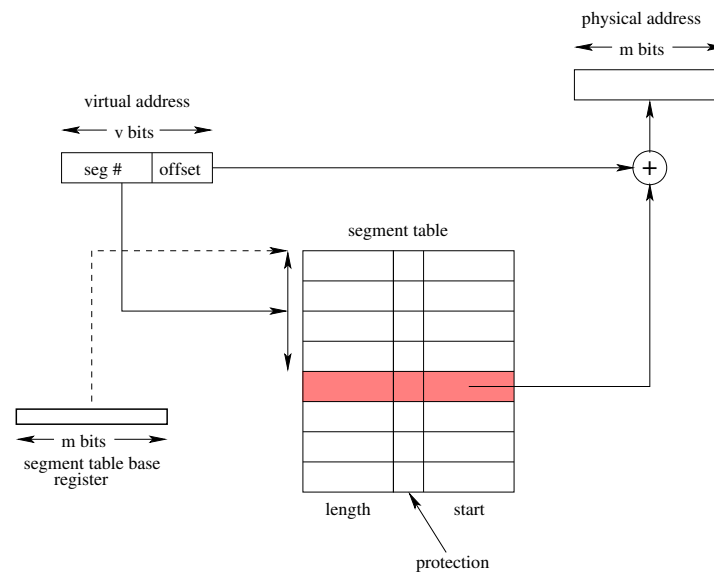 physical address
m bits
virtual address
v bits
seg #
offset
+
segment table
m bits
segment table base
register
length
start
protection